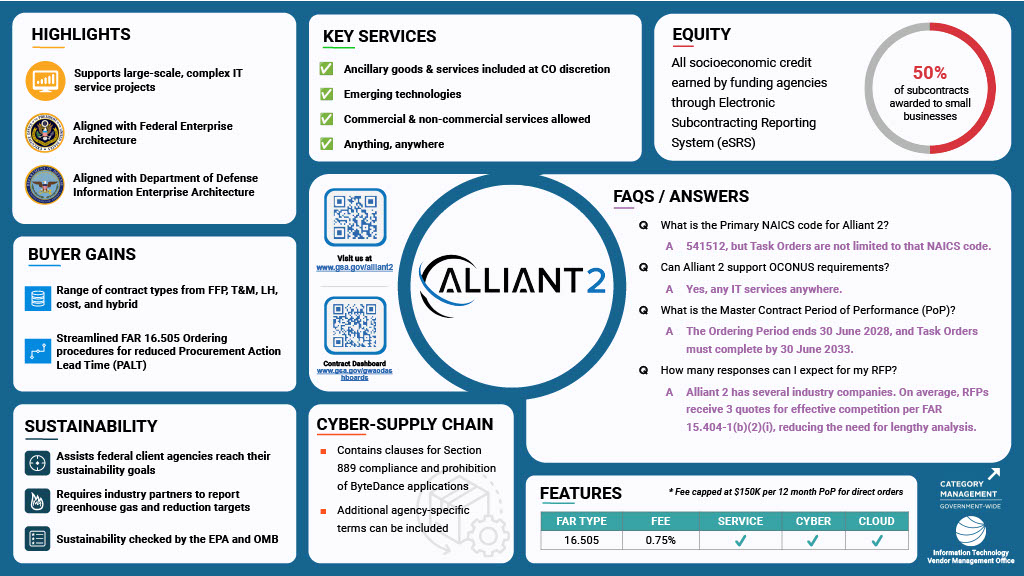 HIGHLIGHTS
Supports large-scale, complex IT
service projects
Aligned with Federal Enterprise
Architecture
Aligned with Department of Defense
Information Enterprise Architecture
KEY SERVICES
Ancillary goods & services included at CO discretion
Emerging technologies
Commercial & non-commercial services allowed
Anything, anywhere
EQUITY
All socioeconomic credit
earned by funding agencies
through Electronic
Subcontracting Reporting
System (eSRS)
50%
of subcontracts
awarded to small
businesses
BUYER GAINS
Range of contract types from FFP, T&M, LH,
cost, and hybrid
Streamlined FAR 16.505 Ordering
procedures for reduced Procurement Action
Lead Time (PALT)
Visit us at
www.gsa.gov/alliant2
Contract Dashboard
www.gsa.gov/gwacdas
hboards
ALLIANT 2
FAQS / ANSWERS
Q What is the Primary NAICS code for Alliant 2?
A 541512, but Task Orders are not limited to that NAICS code.
Q Can Alliant 2 support OCONUS requirements?
A Yes, any IT services anywhere.
Q What is the Master Contract Period of Performance (PoP)?
A The Ordering Period ends 30 June 2028, and Task Orders
must complete by 30 June 2033.
Q How many responses can I expect for my RFP?
A Alliant 2 has several industry companies. On average, RFPs
receive 3 quotes for effective competition per FAR
15.404-1(b)(2)(i), reducing the need for lengthy analysis.
SUSTAINABILITY
Assists federal client agencies reach their
sustainability goals
Requires industry partners to report
greenhouse gas and reduction targets
Sustainability checked by the EPA and OMB
CYBER-SUPPLY CHAIN
Contains clauses for Section
889 compliance and prohibition
of ByteDance applications
Additional agency-specific
terms can be included
FEATURES
* Fee capped at $150K per 12 month PoP for direct orders
FAR TYPE FEE SERVICE CYBER CLOUD
16.505 0.75% ✓ ✓ ✓
CATEGORY
MANAGEMENT
GOVERNMENT-WIDE
Information Technology
Vendor Management Office